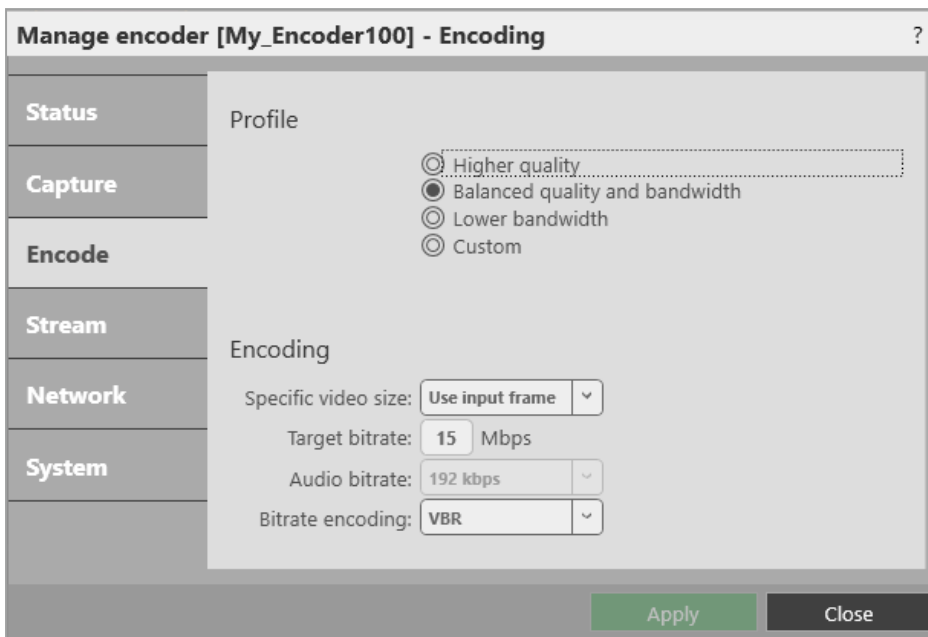 Manage encoder [My_Encoder100] - Encoding ?
Status
Capture
Encode
Stream
Network
System
Profile
Higher quality
Balanced quality and bandwidth
Lower bandwidth
Custom
Encoding
Specific video size: Use input frame
Target bitrate: 15 Mbps
Audio bitrate: 192 kbps
Bitrate encoding: VBR
Apply Close